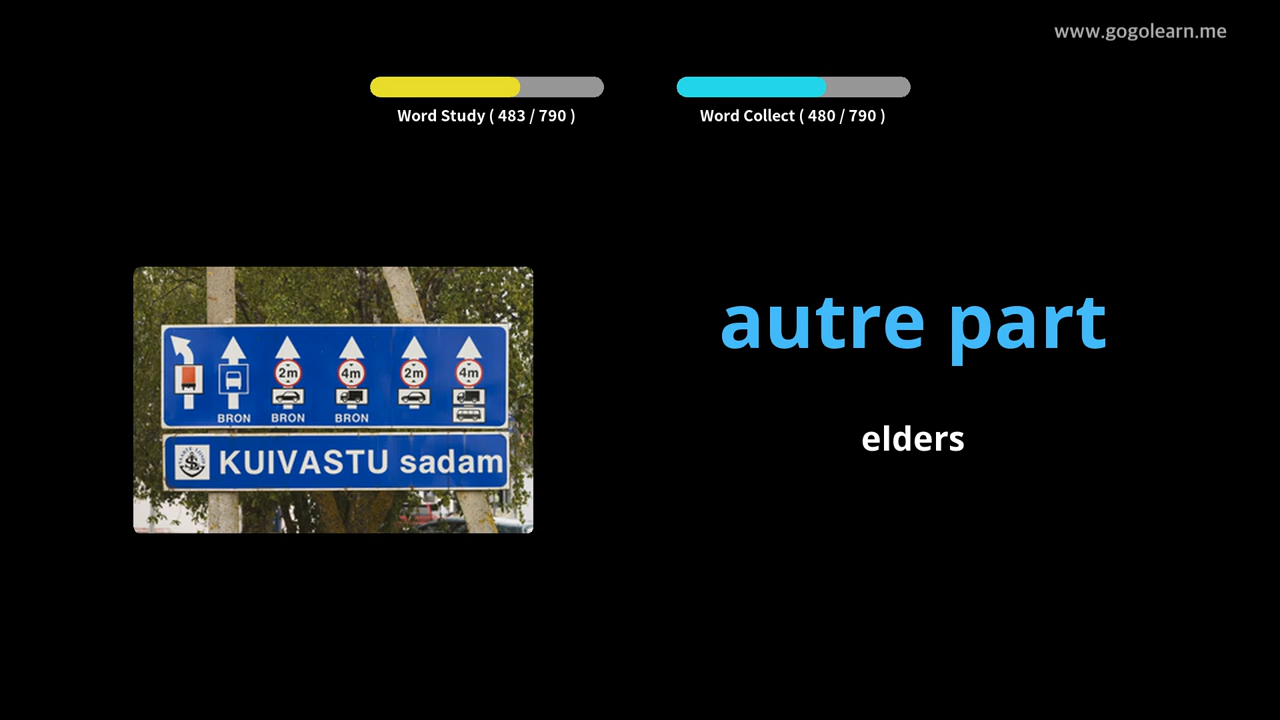 www.gogolearn.me
Word Study ( 483 / 790 )
Word Collect ( 480 / 790 )
autre part
elders
2m 4m 2m 4m
BRON BRON BRON
KUIVASTU sadam